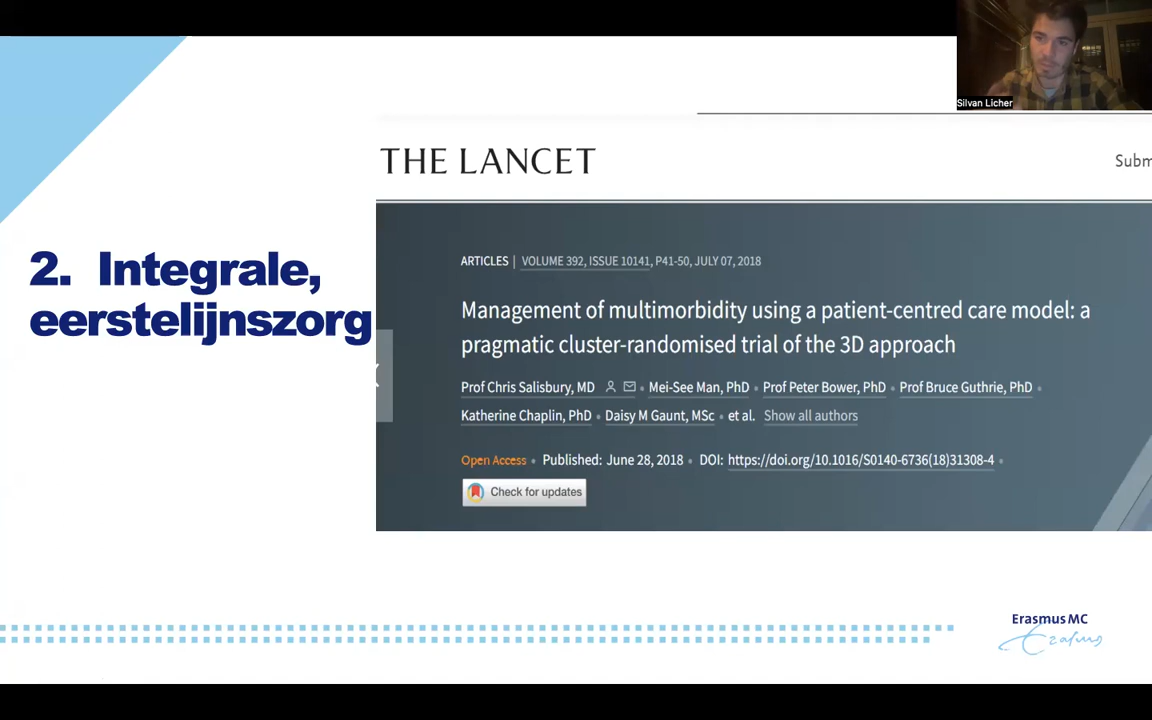 Silvan Licher
THE LANCET
Subm
2. Integrale,
eerstelijnszorg
ARTICLES | VOLUME 392, ISSUE 10141, P41-50, JULY 07, 2018
Management of multimorbidity using a patient-centred care model: a
pragmatic cluster-randomised trial of the 3D approach
Prof Chris Salisbury, MD • Mei-See Man, PhD • Prof Peter Bower, PhD • Prof Bruce Guthrie, PhD •
Katherine Chaplin, PhD • Daisy M Gaunt, MSc • et al. Show all authors
Open Access • Published: June 28, 2018 • DOI: https://doi.org/10.1016/S0140-6736(18)31308-4 •
Check for updates
Erasmus MC
Erasmus